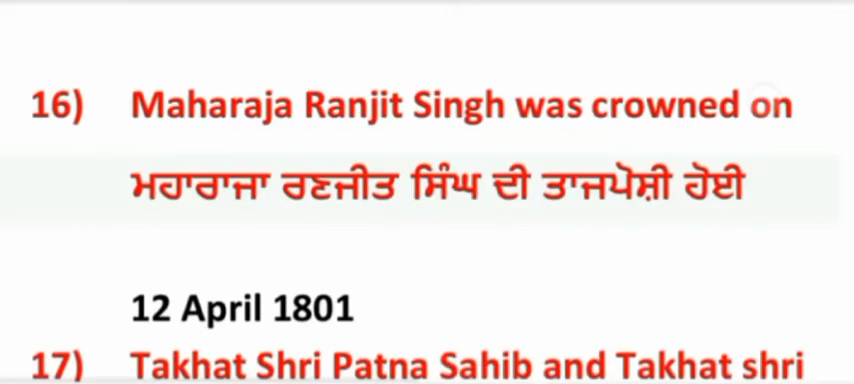 16) Maharaja Ranjit Singh was crowned on
ਮਹਾਰਾਜਾ ਰਣਜੀਤ ਸਿੰਘ ਦੀ ਤਾਜਪੋਸ਼ੀ ਹੋਈ
12 April 1801
17) Takhat Shri Patna Sahib and Takhat shri